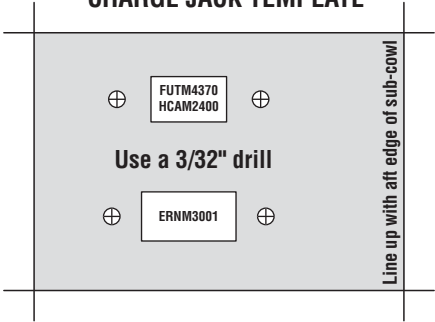 CHARGE JACK TEMPLATE
FUTM4370
HCAM2400
Use a 3/32" drill
ERNM3001
Line up with aft edge of sub-cowl